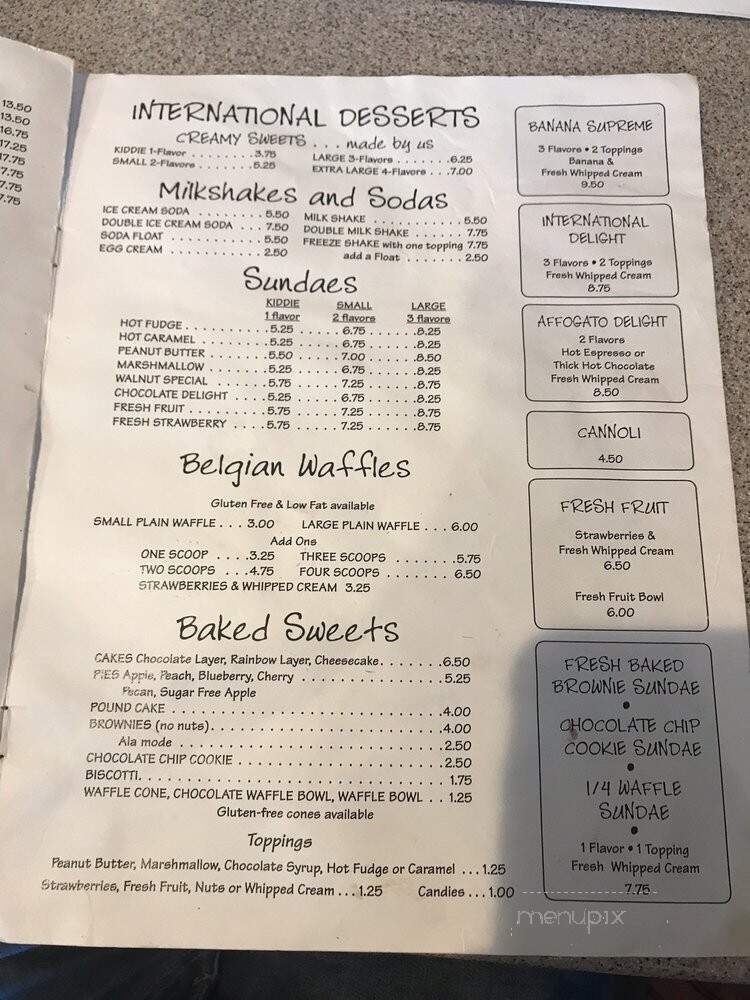 13.50
13.50
16.75
17.25
17.75
7.75
7.75
7.75
INTERNATIONAL DESSERTS
CREAMY SWEETS . . . made by us
KIDDIE 1-Flavor . . . . . . . . 3.75 LARGE 3-Flavors . . . . . . . 6.25
SMALL 2-Flavors . . . . . . . . 5.25 EXTRA LARGE 4-Flavors . . . 7.00
Milkshakes and Sodas
ICE CREAM SODA . . . . . . . . 5.50 MILK SHAKE . . . . . . . . . . . . 5.50
DOUBLE ICE CREAM SODA . . . 7.50 DOUBLE MILK SHAKE . . . . . . . 7.75
SODA FLOAT . . . . . . . . . . 5.50 FREEZE SHAKE with one topping 7.75
EGG CREAM . . . . . . . . . . . 2.50 add a Float . . . . . . . 2.50
Sundaes
KIDDIE SMALL LARGE
1 flavor 2 flavors 3 flavors
HOT FUDGE . . . . . . . . . 5.25 . . . . . 6.75 . . . . . 8.25
HOT CARAMEL . . . . . . . 5.25 . . . . . 6.75 . . . . . 8.25
PEANUT BUTTER . . . . . . 5.50 . . . . . 7.00 . . . . . 8.50
MARSHMALLOW . . . . . . . 5.25 . . . . . 6.75 . . . . . 8.25
WALNUT SPECIAL . . . . . . 5.75 . . . . . 7.25 . . . . . 8.75
CHOCOLATE DELIGHT . . . . 5.25 . . . . . 6.75 . . . . . 8.25
FRESH FRUIT . . . . . . . . 5.75 . . . . . 7.25 . . . . . 8.75
FRESH STRAWBERRY . . . . 5.75 . . . . . 7.25 . . . . . 8.75
Belgian Waffles
Gluten Free & Low Fat available
SMALL PLAIN WAFFLE . . . 3.00 LARGE PLAIN WAFFLE . . . 6.00
Add Ons
ONE SCOOP . . . . 3.25 THREE SCOOPS . . . . . . . 5.75
TWO SCOOPS . . . 4.75 FOUR SCOOPS . . . . . . . 6.50
STRAWBERRIES & WHIPPED CREAM 3.25
Baked Sweets
CAKES Chocolate Layer, Rainbow Layer, Cheesecake. . . . . . . 6.50
PIES Apple, Peach, Blueberry, Cherry . . . . . . . . . . . . . . . 5.25
Pecan, Sugar Free Apple
POUND CAKE . . . . . . . . . . . . . . . . . . . . . . . . . . . . 4.00
BROWNIES (no nuts). . . . . . . . . . . . . . . . . . . . . . . . 4.00
Ala mode . . . . . . . . . . . . . . . . . . . . . . . . . . . . 2.50
CHOCOLATE CHIP COOKIE . . . . . . . . . . . . . . . . . . . . . 2.50
BISCOTTI. . . . . . . . . . . . . . . . . . . . . . . . . . . . . . . 1.75
WAFFLE CONE, CHOCOLATE WAFFLE BOWL, WAFFLE BOWL . . 1.25
Gluten-free cones available
Toppings
Peanut Butter, Marshmallow, Chocolate Syrup, Hot Fudge or Caramel . . . 1.25
Strawberries, Fresh Fruit, Nuts or Whipped Cream . . . 1.25 Candies . . . 1.00
BANANA SUPREME
3 Flavors • 2 Toppings
Banana &
Fresh Whipped Cream
9.50
INTERNATIONAL
DELIGHT
3 Flavors • 2 Toppings
Fresh Whipped Cream
8.75
AFFOGATO DELIGHT
2 Flavors
Hot Espresso or
Thick Hot Chocolate
Fresh Whipped Cream
8.50
CANNOLI
4.50
FRESH FRUIT
Strawberries &
Fresh Whipped Cream
6.50
Fresh Fruit Bowl
6.00
FRESH BAKED
BROWNIE SUNDAE
•
CHOCOLATE CHIP
COOKIE SUNDAE
•
1/4 WAFFLE
SUNDAE
•
1 Flavor • 1 Topping
Fresh Whipped Cream
7.75
menupix